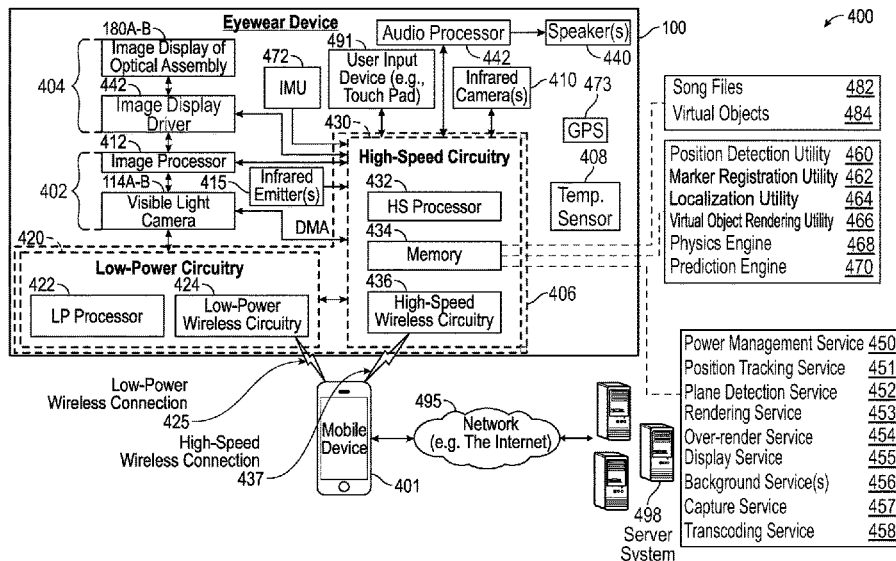 400
Eyewear Device
100
180A-B
Image Display of
Optical Assembly
404
442
Image Display
Driver
412
Image Processor
402
114A-B
Visible Light
Camera
472
IMU
415
Infrared
Emitter(s)
DMA
491
User Input
Device (e.g.,
Touch Pad)
Audio Processor
442
Speaker(s)
440
Infrared
Camera(s)
410
473
GPS
408
Temp.
Sensor
430
High-Speed Circuitry
432
HS Processor
434
Memory
436
High-Speed
Wireless Circuitry
406
420
Low-Power Circuitry
422
LP Processor
424
Low-Power
Wireless Circuitry
Song Files 482
Virtual Objects 484
Position Detection Utility 460
Marker Registration Utility 462
Localization Utility 464
Virtual Object Rendering Utility 466
Physics Engine 468
Prediction Engine 470
Power Management Service 450
Position Tracking Service 451
Plane Detection Service 452
Rendering Service 453
Over-render Service 454
Display Service 455
Background Service(s) 456
Capture Service 457
Transcoding Service 458
Low-Power
Wireless Connection
425
High-Speed
Wireless Connection
437
Mobile
Device
401
495
Network
(e.g. The Internet)
498
Server
System